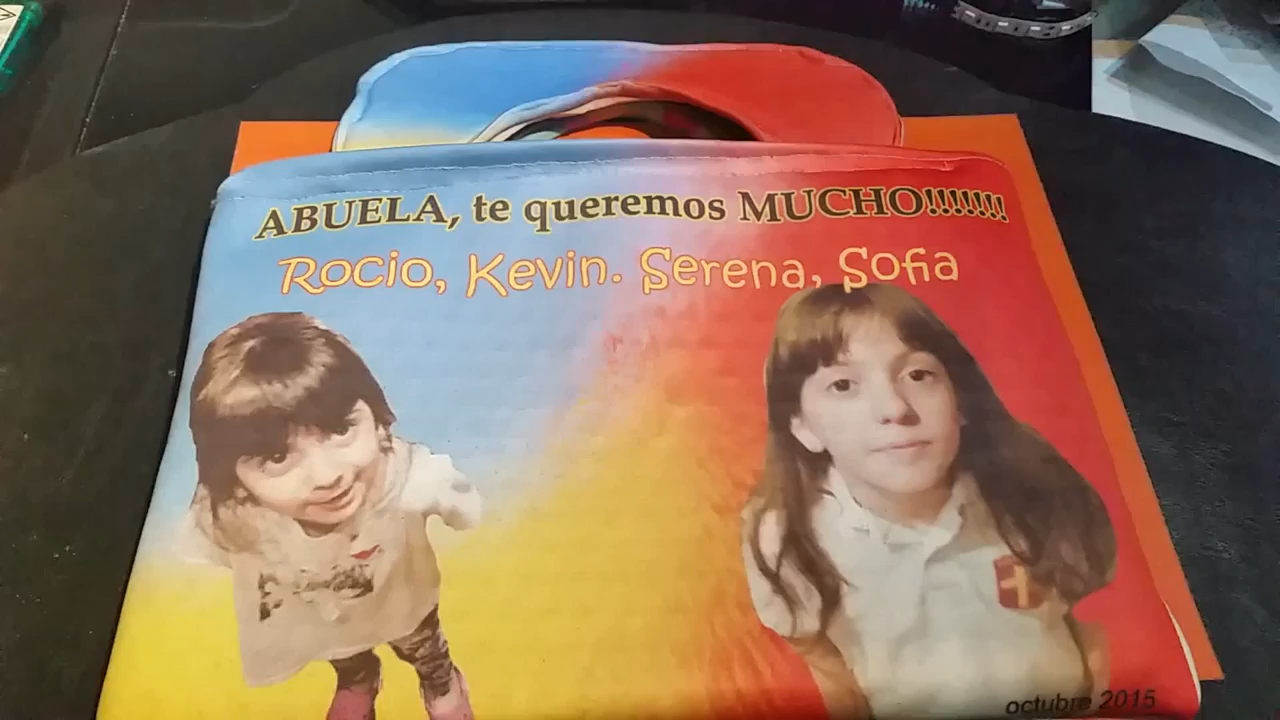 ABUELA, te queremos MUCHO!!!!!!!
Rocio, Kevin. Serena, Sofia
octubre 2015